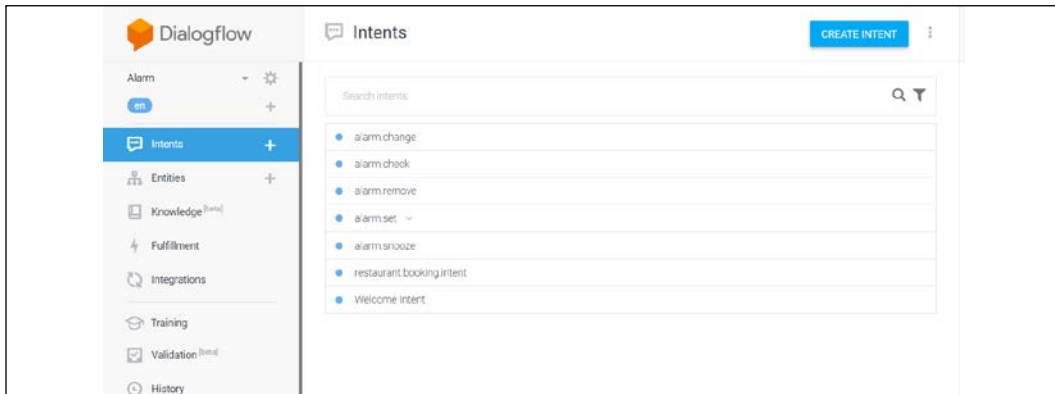 Dialogflow
Intents
CREATE INTENT
Alarm
en
Search intents
Intents
alarm.change
alarm.check
Entities
alarm.remove
Knowledge [beta]
alarm.set
Fulfillment
alarm.snooze
Integrations
restaurant.booking.intent
Welcome Intent
Training
Validation [beta]
History